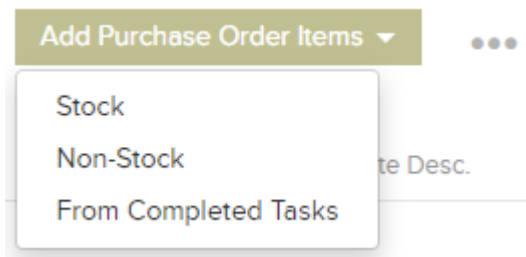 Add Purchase Order Items
Stock
Non-Stock
te Desc.
From Completed Tasks